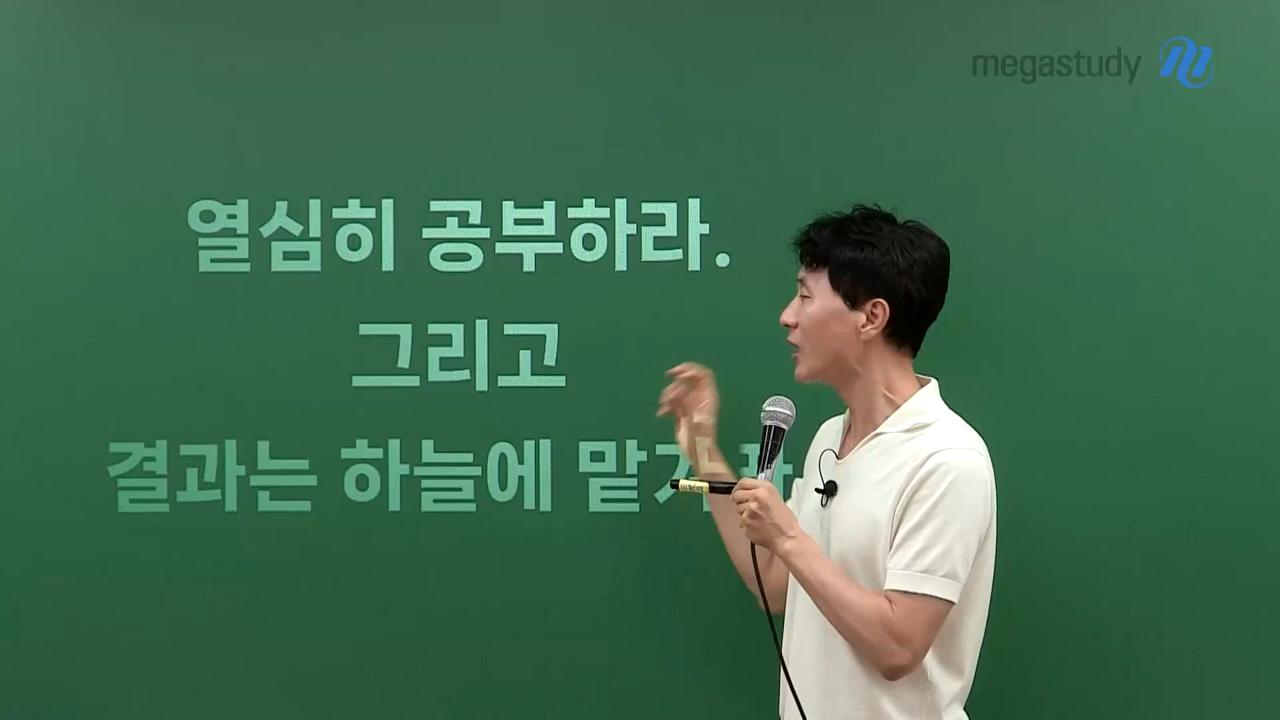 megastudy
열심히 공부하라.
그리고
결과는 하늘에